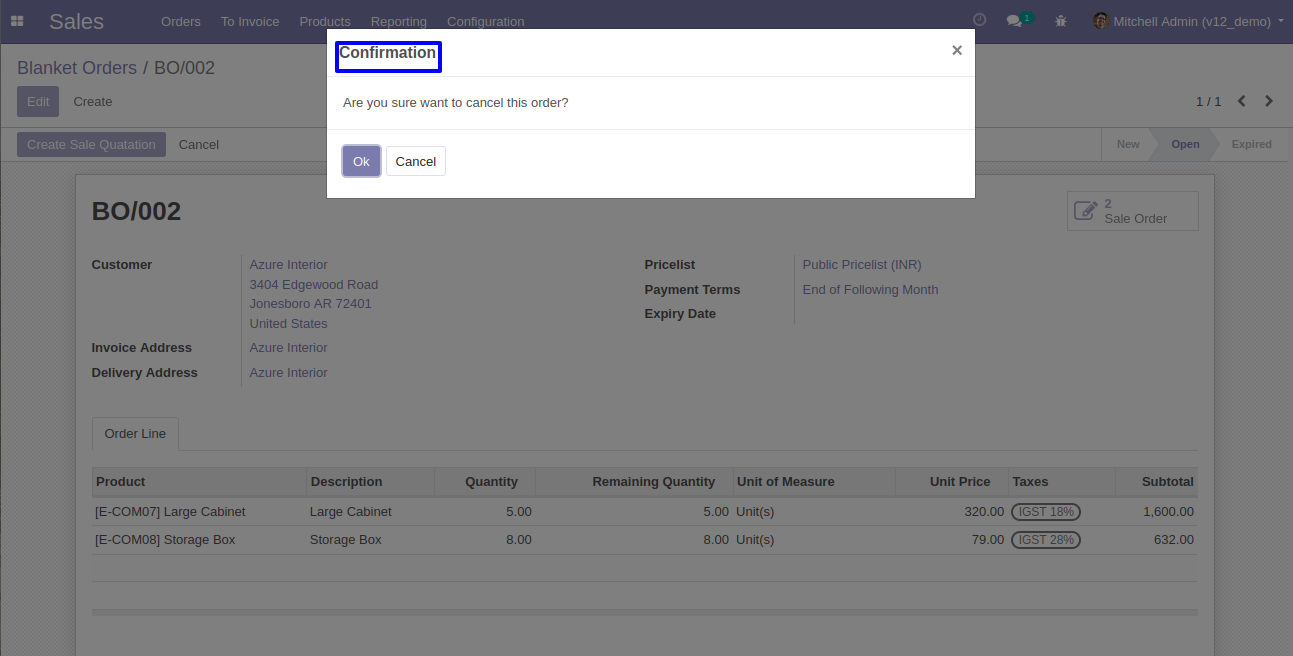 Sales Orders To Invoice Products Reporting Configuration 1 Mitchell Admin (v12_demo)
Confirmation ×
Blanket Orders / BO/002
Edit Create
Are you sure want to cancel this order?
1 / 1
Create Sale Quatation Cancel
Ok Cancel
New Open Expired
BO/002
2
Sale Order
Customer Azure Interior
3404 Edgewood Road
Jonesboro AR 72401
United States
Invoice Address Azure Interior
Delivery Address Azure Interior
Pricelist Public Pricelist (INR)
Payment Terms End of Following Month
Expiry Date
Order Line
Product Description Quantity Remaining Quantity Unit of Measure Unit Price Taxes Subtotal
[E-COM07] Large Cabinet Large Cabinet 5.00 5.00 Unit(s) 320.00 IGST 18% 1,600.00
[E-COM08] Storage Box Storage Box 8.00 8.00 Unit(s) 79.00 IGST 28% 632.00